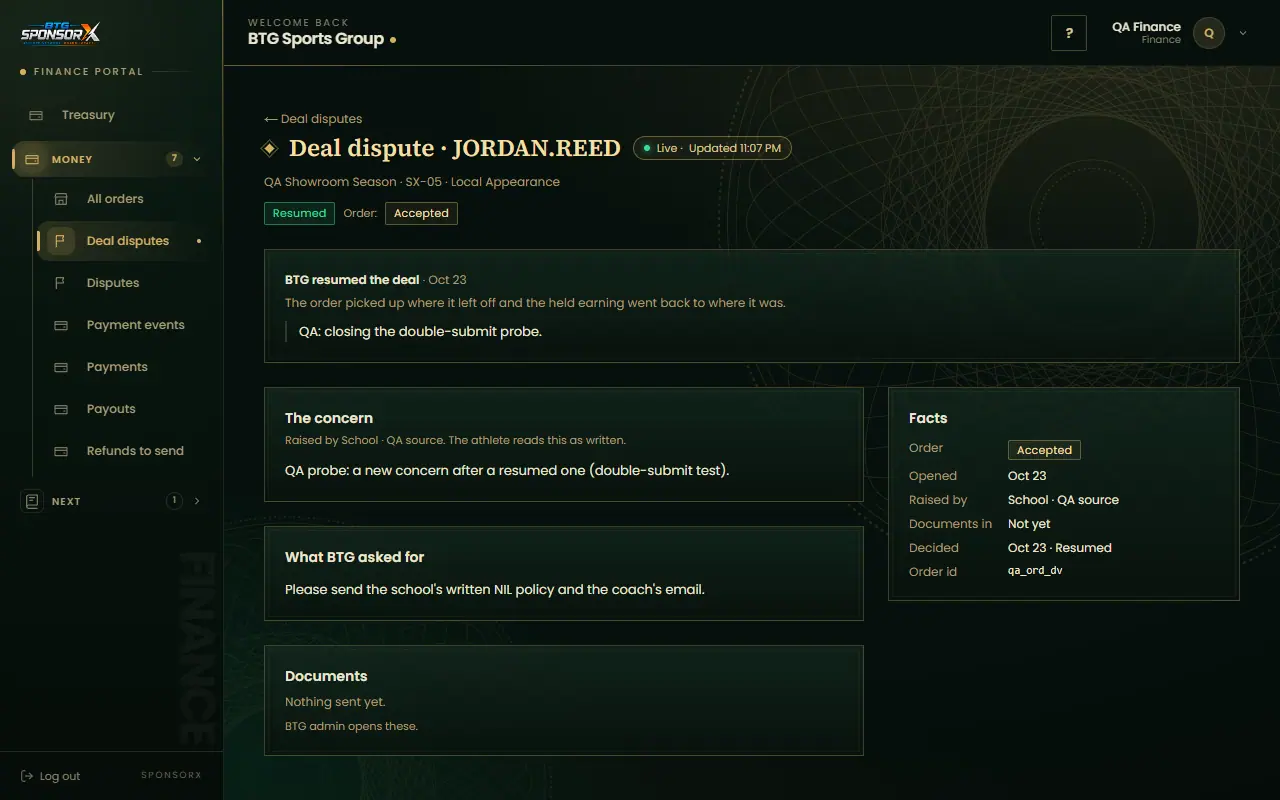 BTG
SPONSORX
FINANCE PORTAL
Treasury
MONEY 7
All orders
Deal disputes
Disputes
Payment events
Payments
Payouts
Refunds to send
NEXT 1
FINANCE
Log out SPONSORX
WELCOME BACK
BTG Sports Group
?
QA Finance
Finance
Q
← Deal disputes
Deal dispute · JORDAN.REED
Live · Updated 11:07 PM
QA Showroom Season · SX-05 · Local Appearance
Resumed Order: Accepted
BTG resumed the deal · Oct 23
The order picked up where it left off and the held earning went back to where it was.
QA: closing the double-submit probe.
The concern
Raised by School · QA source. The athlete reads this as written.
QA probe: a new concern after a resumed one (double-submit test).
What BTG asked for
Please send the school's written NIL policy and the coach's email.
Documents
Nothing sent yet.
BTG admin opens these.
Facts
Order Accepted
Opened Oct 23
Raised by School · QA source
Documents in Not yet
Decided Oct 23 · Resumed
Order id qa_ord_dv